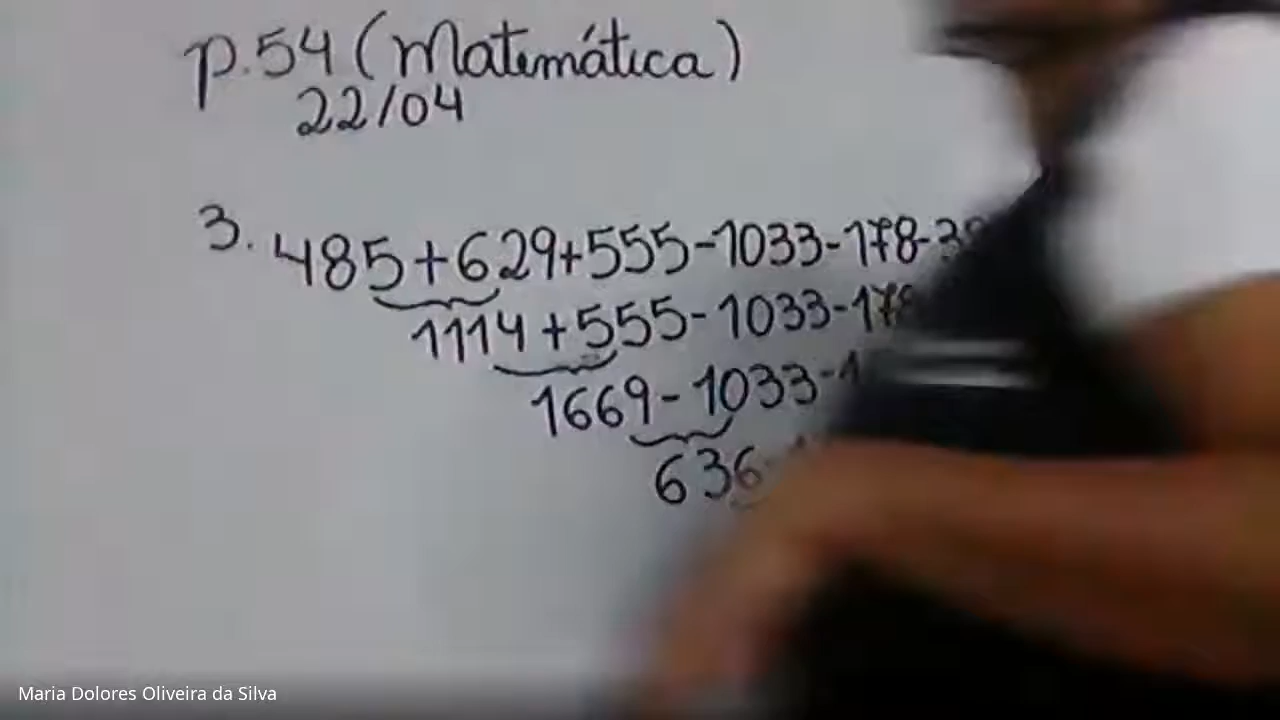 p.54 (Matemática)
22/04
3. 485+629+555-1033-178-
1114+555-1033-178
1669-1033-1
636-
Maria Dolores Oliveira da Silva